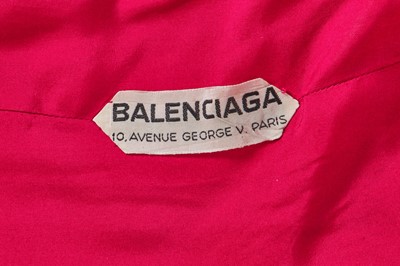 BALENCIAGA
10, AVENUE GEORGE V. PARIS